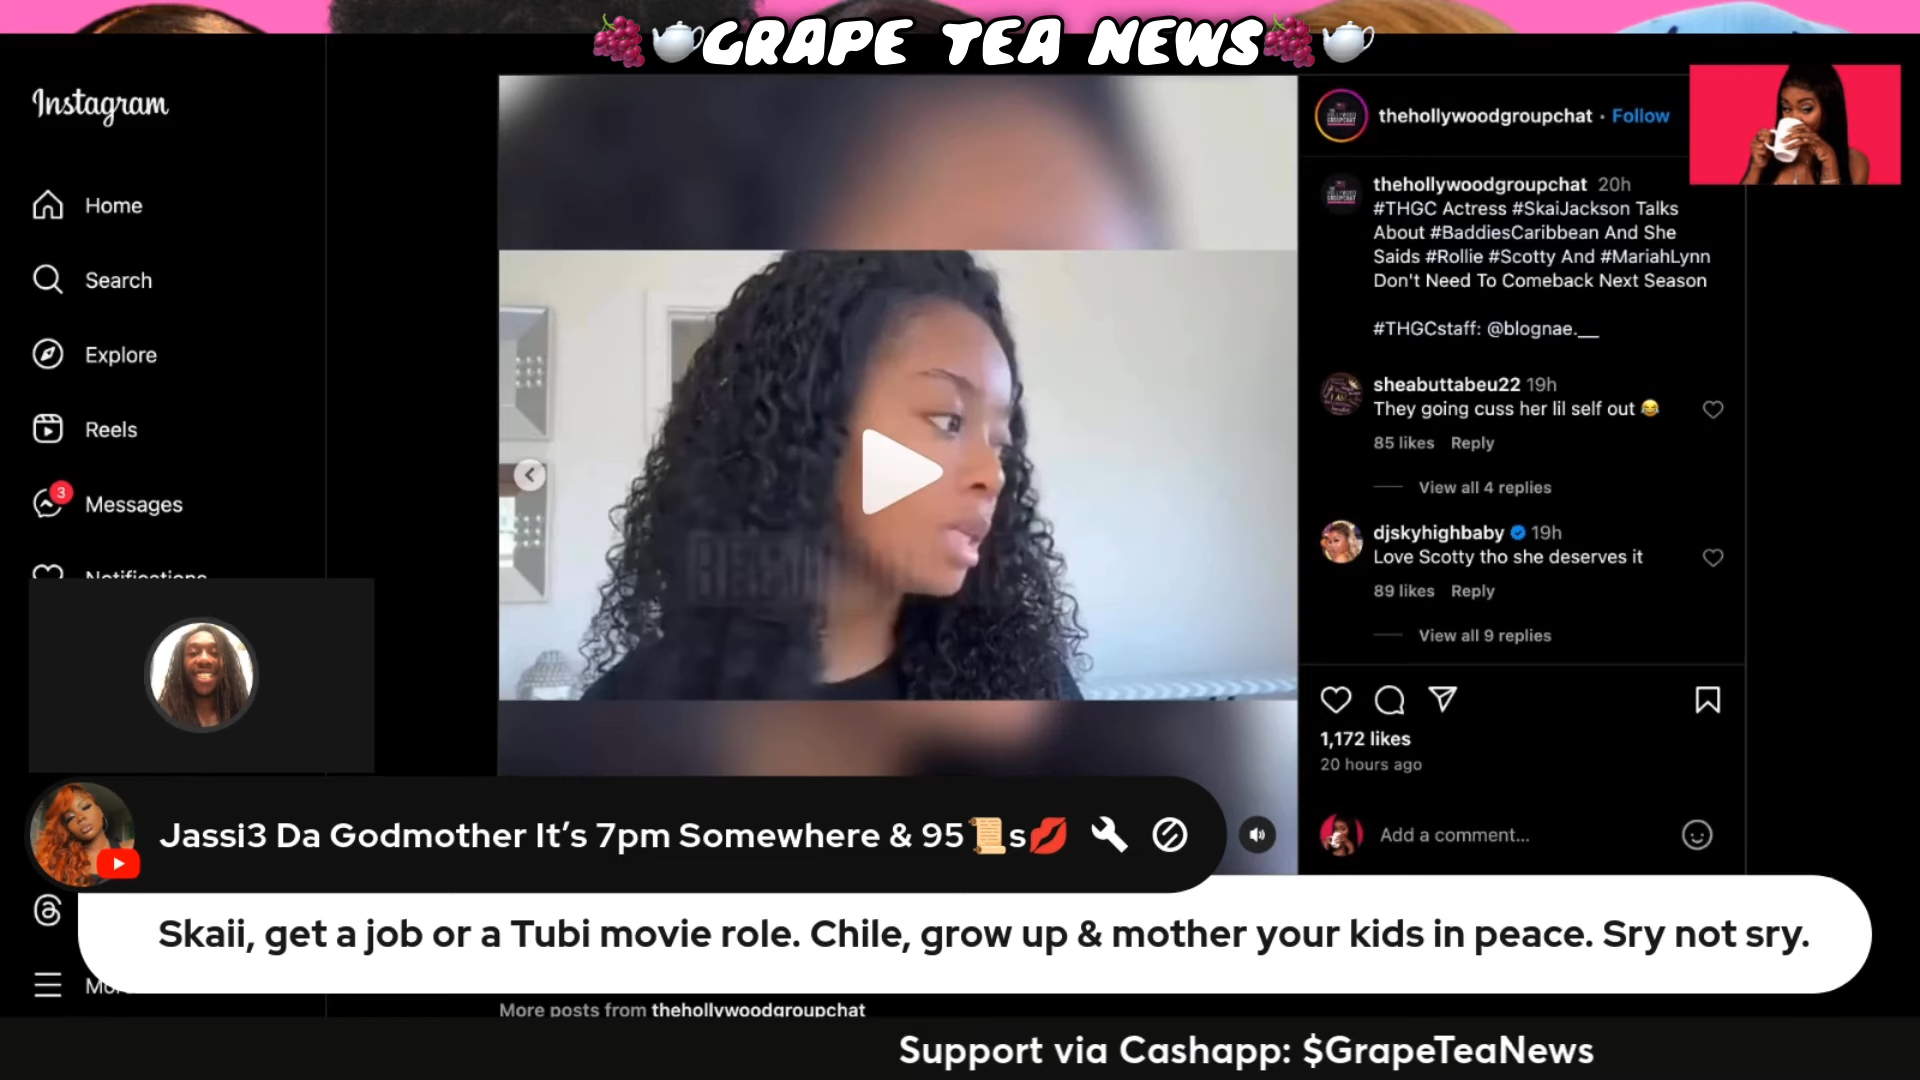 GRAPE TEA NEWS
Instagram
Home
Search
Explore
Reels
3
Messages
Notifications
thehollywoodgroupchat • Follow
thehollywoodgroupchat 20h
#THGC Actress #SkaiJackson Talks
About #BaddiesCaribbean And She
Saids #Rollie #Scotty And #MariahLynn
Don't Need To Comeback Next Season
#THGCstaff: @blognae.__
sheabuttabeu22 19h
They going cuss her lil self out 😂
85 likes Reply
View all 4 replies
djskyhighbaby 19h
Love Scotty tho she deserves it
89 likes Reply
View all 9 replies
1,172 likes
20 hours ago
Add a comment...
Jassi3 Da Godmother It's 7pm Somewhere & 95📜s💋
Skaii, get a job or a Tubi movie role. Chile, grow up & mother your kids in peace. Sry not sry.
More
More posts from thehollywoodgroupchat
Support via Cashapp: $GrapeTeaNews